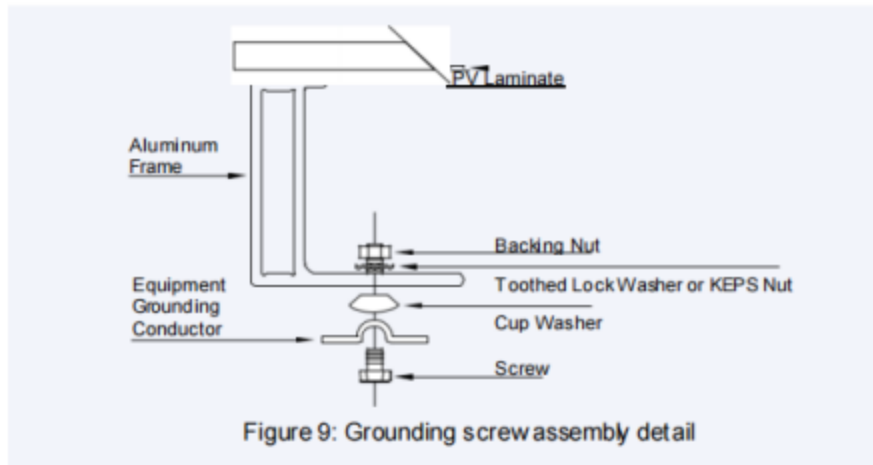 PV Laminate
Aluminum
Frame
Backing Nut
Toothed Lock Washer or KEPS Nut
Equipment
Grounding
Conductor
Cup Washer
Screw
Figure 9: Grounding screw assembly detail